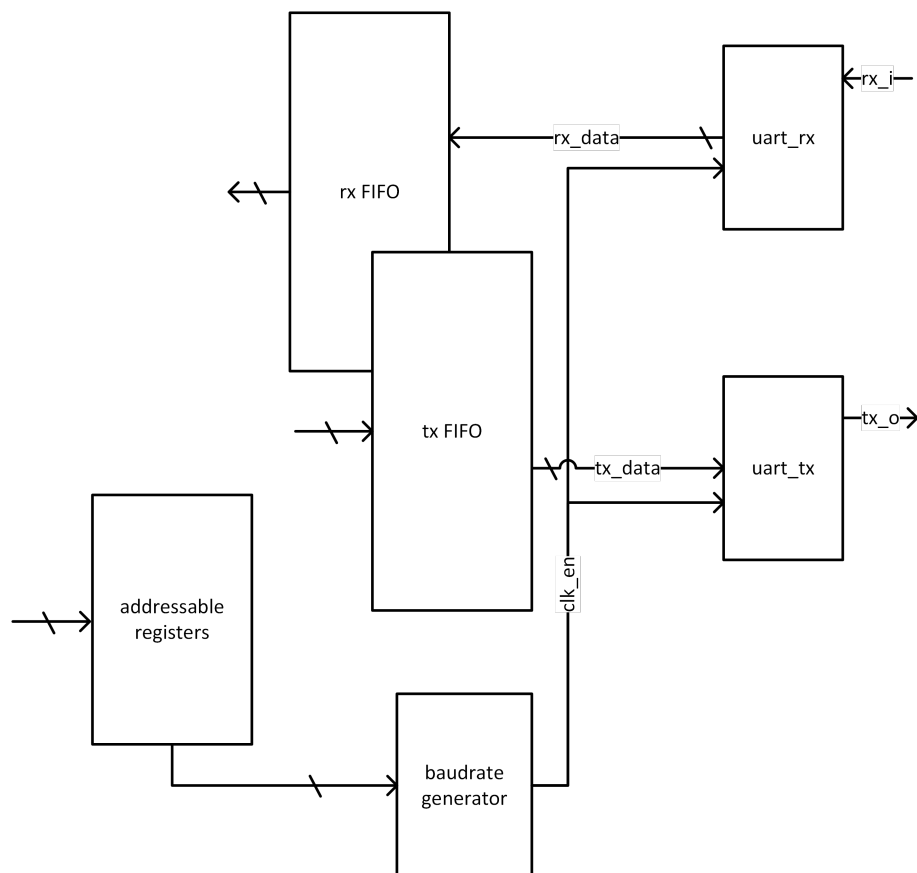 rx_i
rx_data
uart_rx
rx FIFO
tx_o
tx FIFO
tx_data
uart_tx
clk_en
addressable
registers
baudrate
generator